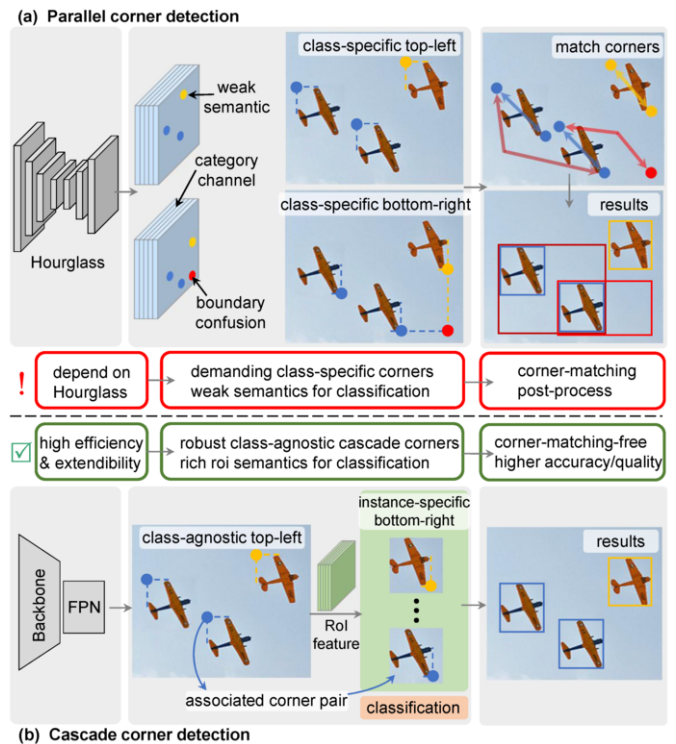 (a) Parallel corner detection
class-specific top-left
match corners
weak
semantic
category
channel
Hourglass
class-specific bottom-right
results
boundary
confusion
!
depend on
Hourglass
demanding class-specific corners
weak semantics for classification
corner-matching
post-process
high efficiency
& extendibility
robust class-agnostic cascade corners
rich roi semantics for classification
corner-matching-free
higher accuracy/quality
class-agnostic top-left
instance-specific
bottom-right
results
Backbone
FPN
RoI
feature
associated corner pair
classification
(b) Cascade corner detection